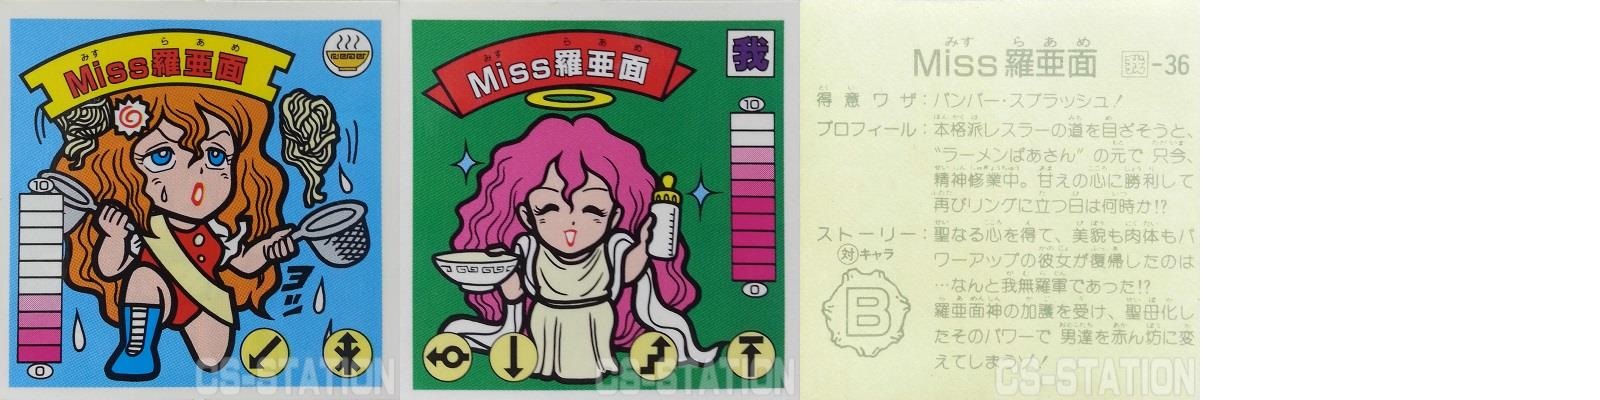 みす らあめ
Miss羅亜面
10
0
ヨッ
CS-STATION
みす らあめ
Miss羅亜面
我
10
0
CS-STATION
みす らあめ
Miss羅亜面 我-36
得意ワザ:バンバー・スプラッシュ!
プロフィール:本格派レスラーの道を目ざそうと、
“ラーメンばあさん”の元で只今、
精神修業中。甘えの心に勝利して
再びリングに立つ日は何時か!?
ストーリー:聖なる心を得て、美貌も肉体もパ
ワーアップの彼女が復帰したのは
…なんと我無羅軍であった!?
羅亜面神の加護を受け、聖母化し
たそのパワーで男達を赤ん坊に変
えてしまうゾ!
対キャラ
B
CS-STATION